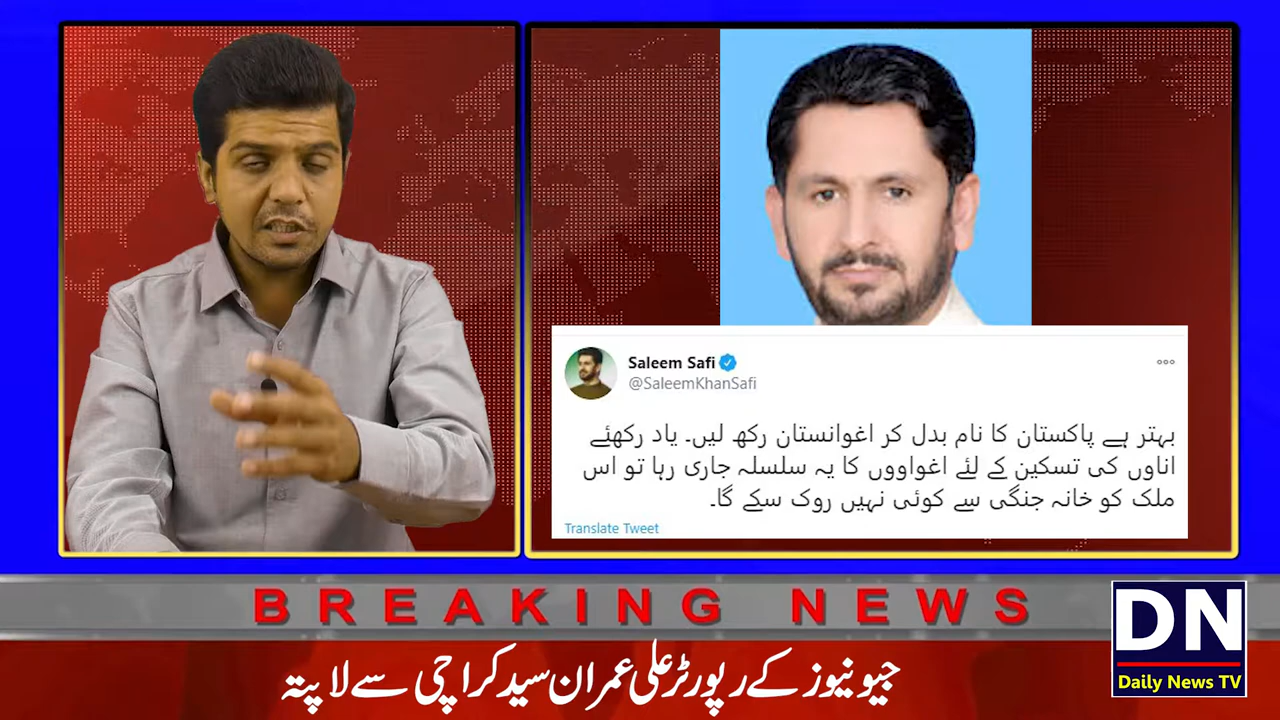 Saleem Safi
@SaleemKhanSafi
بہتر ہے پاکستان کا نام بدل کر اغوانستان رکھ لیں۔ یاد رکھئے
اناوں کی تسکین کے لئے اغواووں کا یہ سلسلہ جاری رہا تو اس
ملک کو خانہ جنگی سے کوئی نہیں روک سکے گا۔
Translate Tweet
BREAKING NEWS
جیو نیوز کے رپورٹر علی عمران سید کراچی سے لاپتہ
DN
Daily News TV